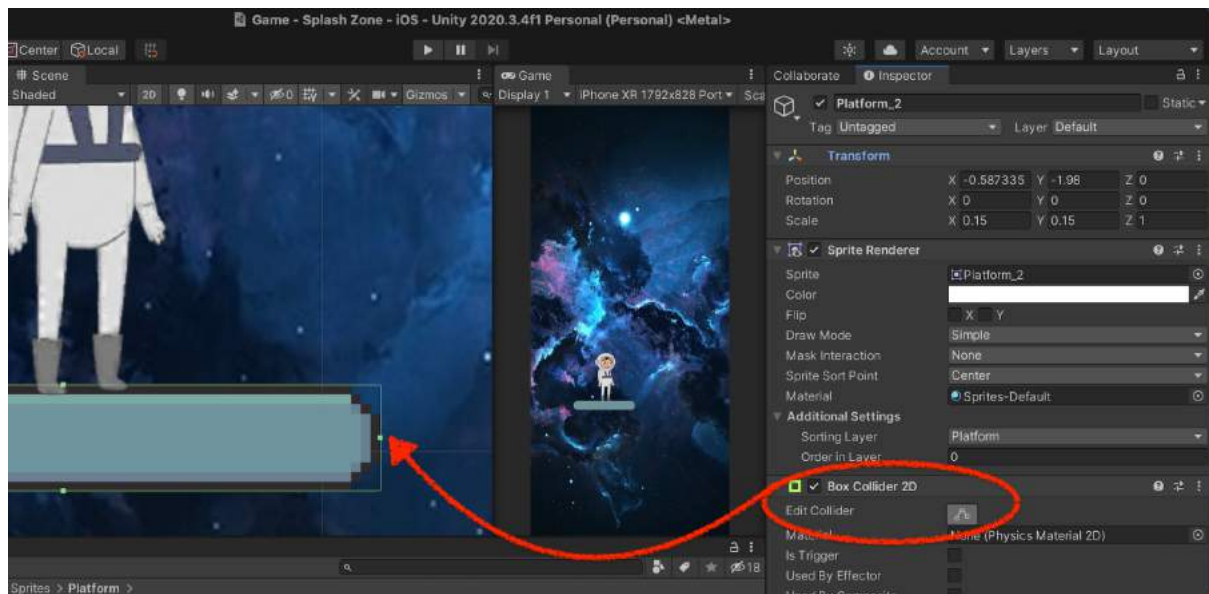 Game - Splash Zone - iOS - Unity 2020.3.4f1 Personal (Personal) <Metal>
Center Local Account Layers Layout
Scene Game Collaborate Inspector
Shaded 2D 0 Gizmos Display 1 iPhone XR 1792x828 Port Sca
Platform_2 Static
Tag Untagged Layer Default
Transform
Position X -0.587335 Y -1.98 Z 0
Rotation X 0 Y 0 Z 0
Scale X 0.15 Y 0.15 Z 1
Sprite Renderer
Sprite Platform_2
Color
Flip X Y
Draw Mode Simple
Mask Interaction None
Sprite Sort Point Center
Material Sprites-Default
Additional Settings
Sorting Layer Platform
Order in Layer 0
Box Collider 2D
Edit Collider
Material None (Physics Material 2D)
Is Trigger
18
Used By Effector
Sprites > Platform >